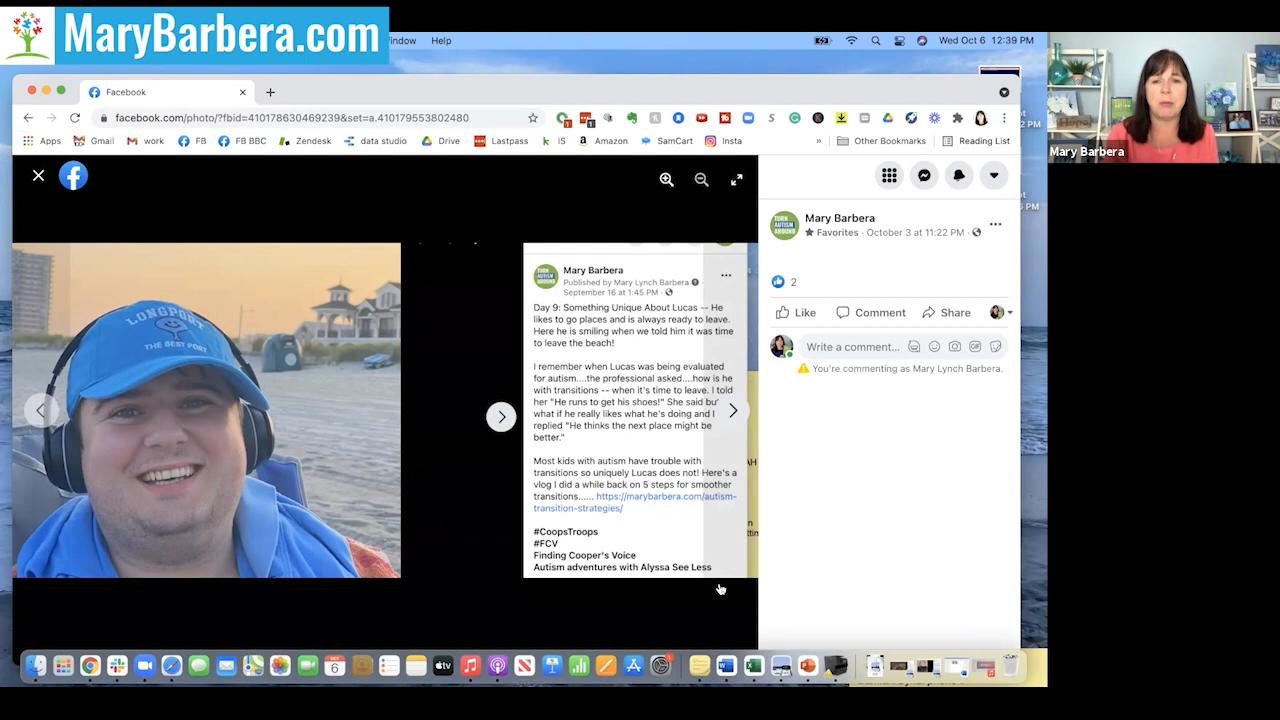 MaryBarbera.com
indow Help
Wed Oct 6 12:39 PM
Facebook
facebook.com/photo/?fbid=410178630469239&set=a.410179553802480
Apps Gmail work FB FB BBC Zendesk data studio Drive Lastpass IS Amazon SamCart Insta » Other Bookmarks Reading List
LONGPORT
THE BEST PORT
Mary Barbera
Published by Mary Lynch Barbera
September 16 at 1:45 PM
Day 9: Something Unique About Lucas -- He
likes to go places and is always ready to leave.
Here he is smiling when we told him it was time
to leave the beach!
I remember when Lucas was being evaluated
for autism....the professional asked....how is he
with transitions -- when it's time to leave. I told
her "He runs to get his shoes!" She said bu
what if he really likes what he's doing and I
replied "He thinks the next place might be
better."
Most kids with autism have trouble with
transitions so uniquely Lucas does not! Here's a
vlog I did a while back on 5 steps for smoother
transitions...... https://marybarbera.com/autism-
transition-strategies/
#CoopsTroops
#FCV
Finding Cooper's Voice
Autism adventures with Alyssa See Less
TURN
AUTISM
AROUND
Mary Barbera
Favorites · October 3 at 11:22 PM
2
Like Comment Share
Write a comment...
You're commenting as Mary Lynch Barbera.
Mary Barbera